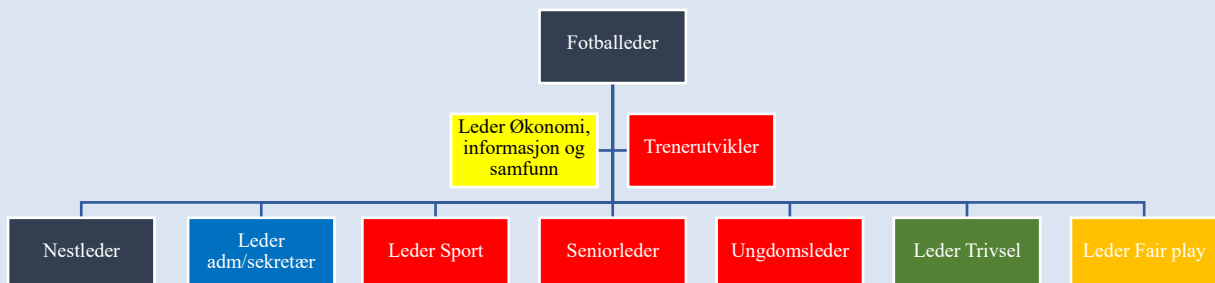 Fotballeder
Leder Økonomi,
informasjon og
samfunn
Trenerutvikler
Nestleder
Leder
adm/sekretær
Leder Sport
Seniorleder
Ungdomsleder
Leder Trivsel
Leder Fair play